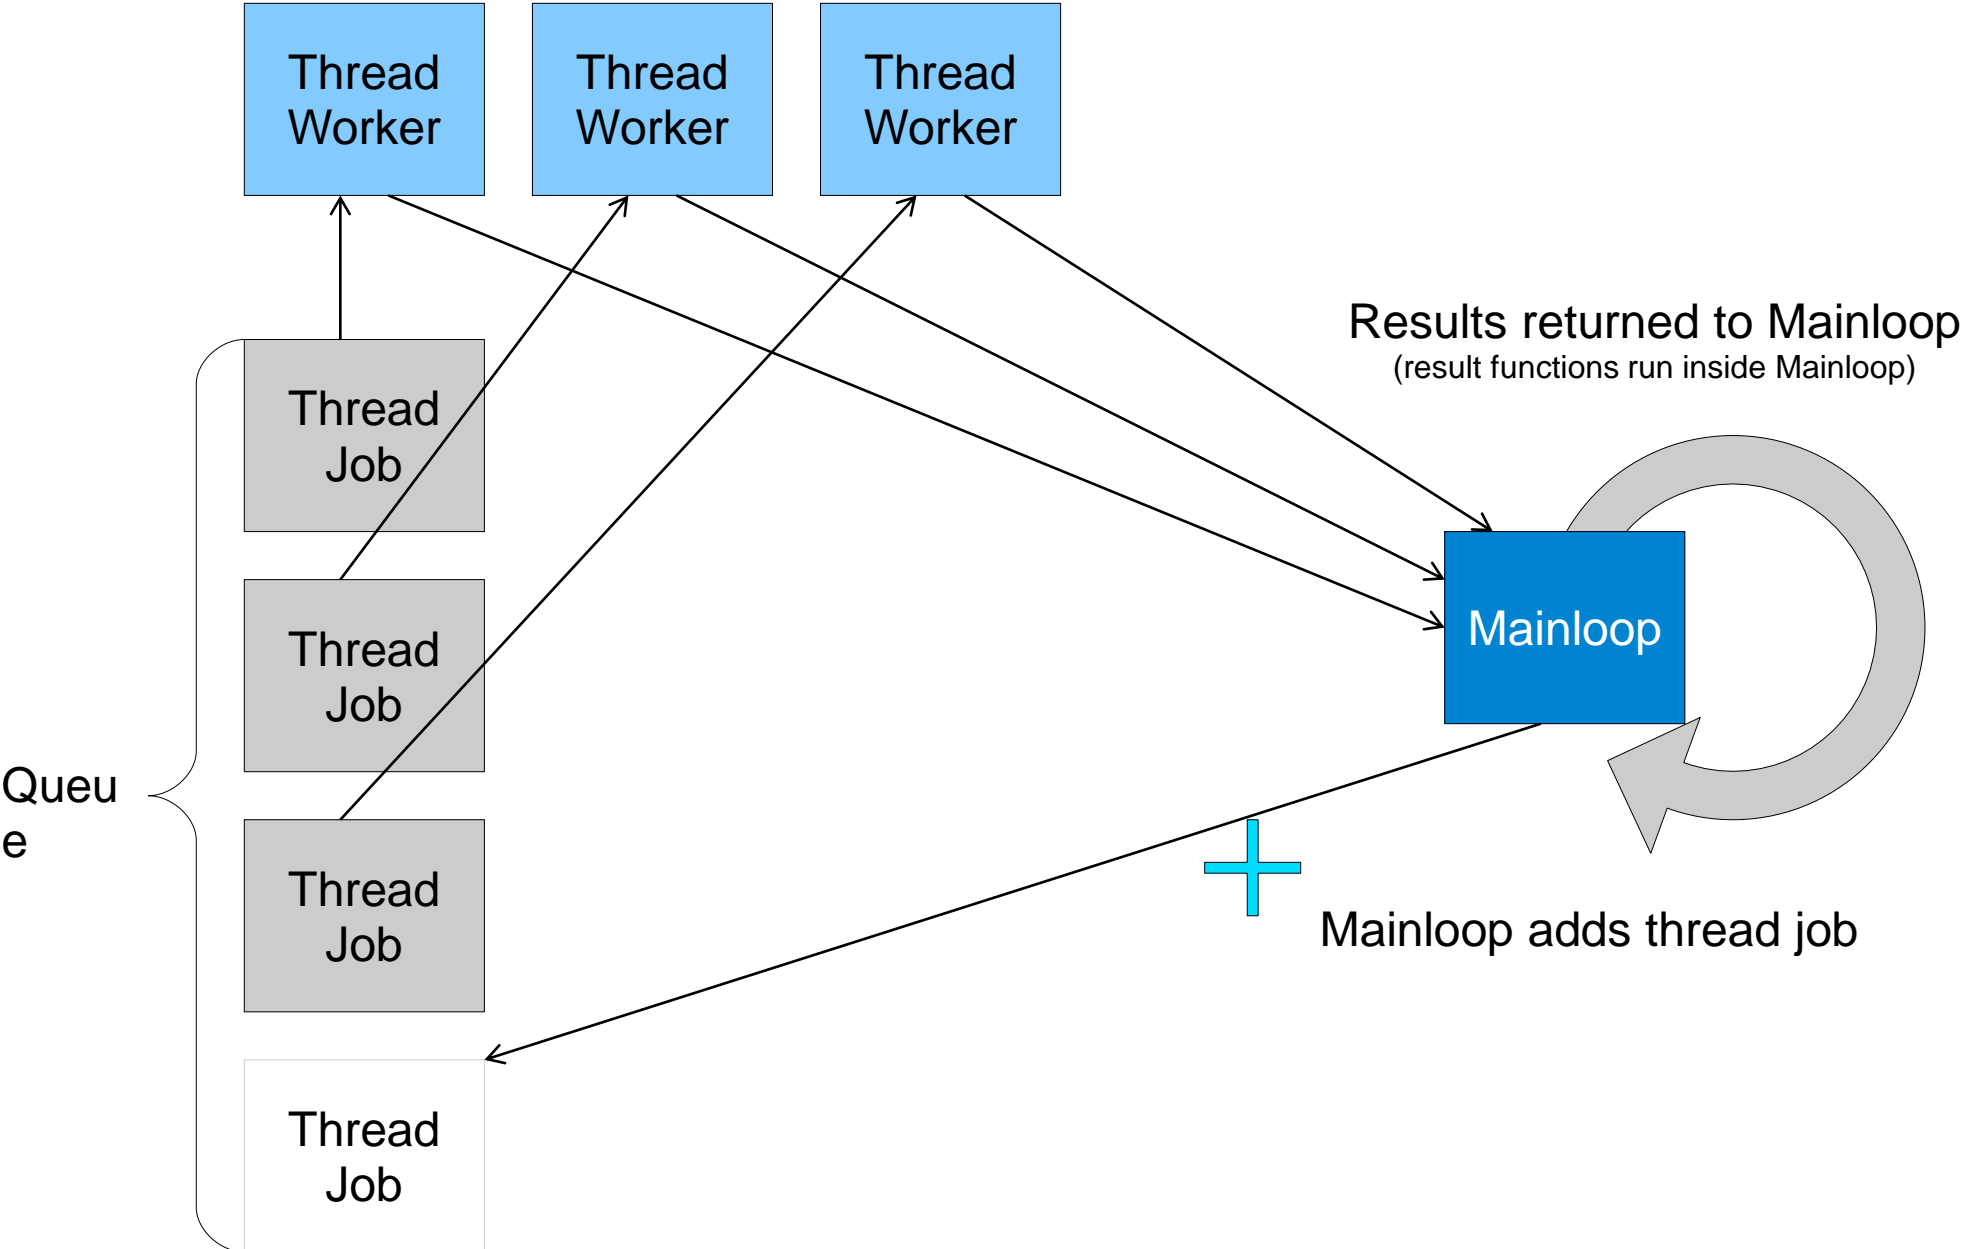 Thread
Worker
Thread
Worker
Thread
Worker
Results returned to Mainloop
(result functions run inside Mainloop)
Thread
Job
Thread
Job
Mainloop
Queu
e
Thread
Job
Mainloop adds thread job
Thread
Job